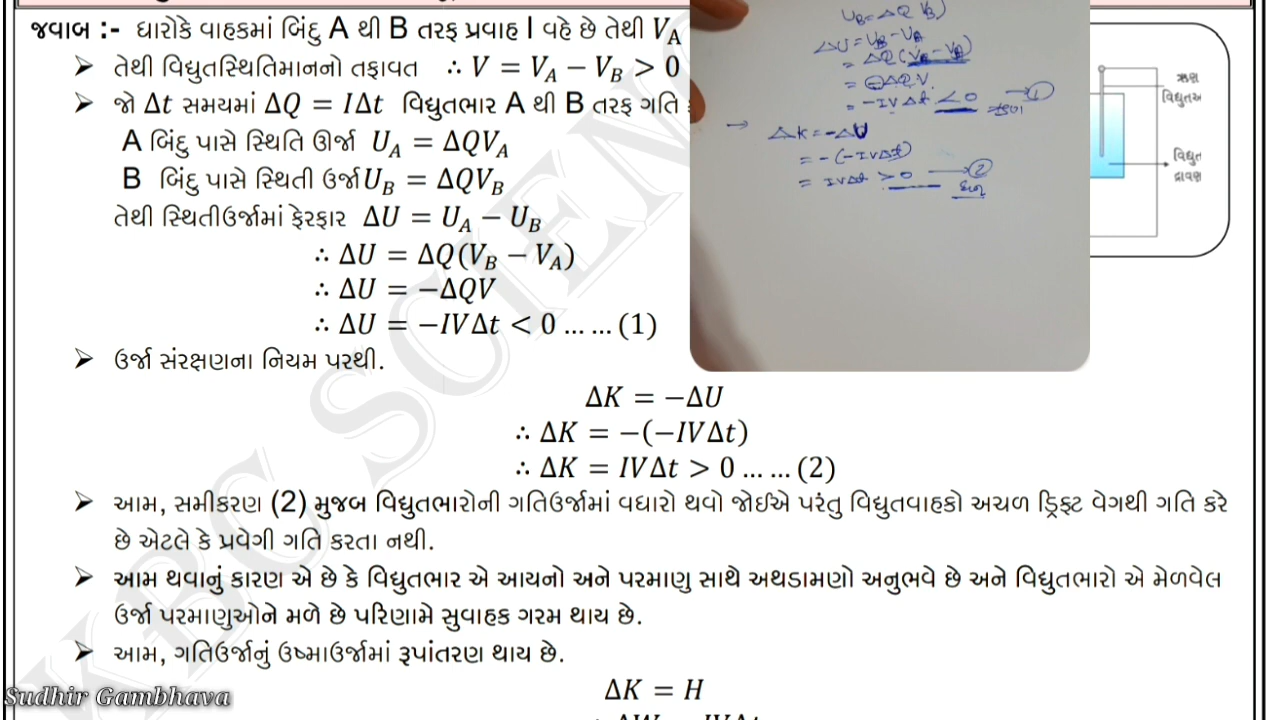 જવાબ :- ધારોકે વાહકમાં બિંદુ A થી B તરફ પ્રવાહ I વહે છે તેથી V_A
➤ તેથી વિદ્યુતસ્થિતિમાનનો તફાવત ∴ V = V_A − V_B > 0
➤ જો Δt સમયમાં ΔQ = IΔt વિદ્યુતભાર A થી B તરફ ગતિ
A બિંદુ પાસે સ્થિતિ ઊર્જા U_A = ΔQV_A
B બિંદુ પાસે સ્થિતી ઉર્જા U_B = ΔQV_B
તેથી સ્થિતીઉર્જામાં ફેરફાર ΔU = U_A − U_B
∴ ΔU = ΔQ(V_B − V_A)
∴ ΔU = −ΔQV
∴ ΔU = −IVΔt < 0 … … (1)
➤ ઉર્જા સંરક્ષણના નિયમ પરથી.
ΔK = −ΔU
∴ ΔK = −(−IVΔt)
∴ ΔK = IVΔt > 0 … … (2)
➤ આમ, સમીકરણ (2) મુજબ વિદ્યુતભારોની ગતિઉર્જામાં વધારો થવો જોઈએ પરંતુ વિદ્યુતવાહકો અચળ ડ્રિફ્ટ વેગથી ગતિ કરે
છે એટલે કે પ્રવેગી ગતિ કરતા નથી.
➤ આમ થવાનું કારણ એ છે કે વિદ્યુતભાર એ આયનો અને પરમાણુ સાથે અથડામણો અનુભવે છે અને વિદ્યુતભારો એ મેળવેલ
ઉર્જા પરમાણુઓને મળે છે પરિણામે સુવાહક ગરમ થાય છે.
➤ આમ, ગતિઉર્જાનું ઉષ્માઉર્જામાં રૂપાંતરણ થાય છે.
ΔK = H
U_B = ΔQ V_B)
ΔU = U_B − U_A
= ΔQ(V_B − V_A)
= −ΔQV
= −IVΔt < 0 → ①
→ ΔK = −ΔU
= −(−IVΔt)
= IVΔt > 0 → ②
ઋણ
વિદ્યુતઅ
વિદ્યુત
દ્રાવણ
Sudhir Gambhava
KBC SCIEN